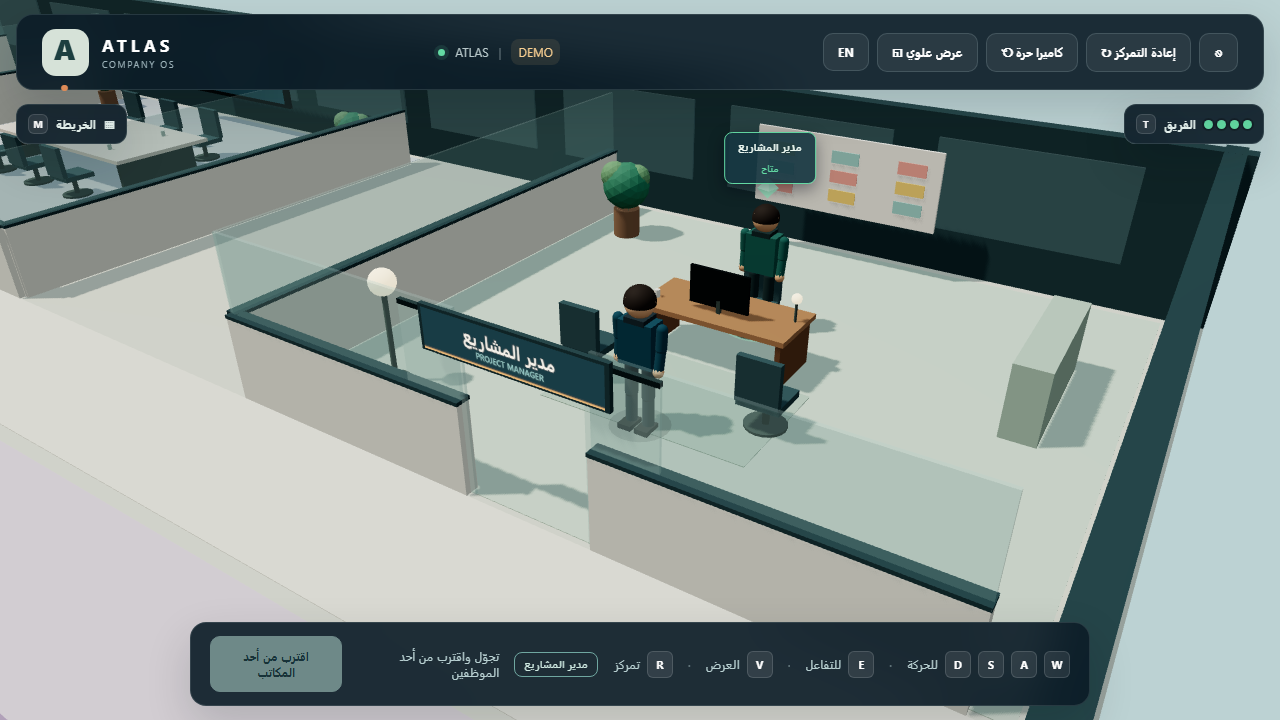 A
ATLAS
COMPANY OS
ATLAS | DEMO
EN
عرض علوي
كاميرا حرة
إعادة التمركز
الخريطة
M
الفريق
T
مدير المشاريع
متاح
مدير المشاريع
PROJECT MANAGER
W A S D للحركة · E للتفاعل · V العرض · R تمركز
مدير المشاريع
تجوّل واقترب من أحد
الموظفين
اقترب من أحد
المكاتب